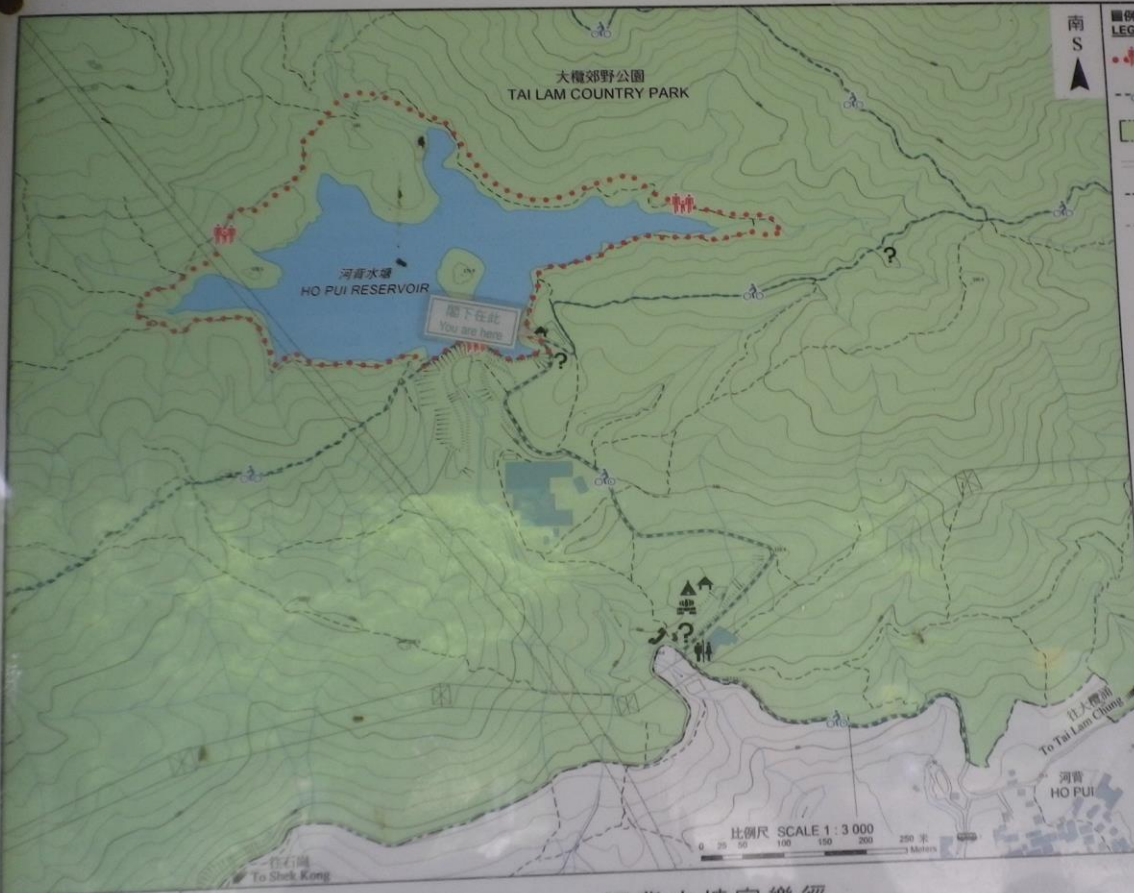 南
S
圖例
LEG
大欖郊野公園
TAI LAM COUNTRY PARK
河背水塘
HO PUI RESERVOIR
閣下在此
You are here
往大欖涌
To Tai Lam Chung
河背
HO PUI
比例尺 SCALE 1 : 3 000
0 25 50 100 150 200 250 米
Meters
往石崗
To Shek Kong